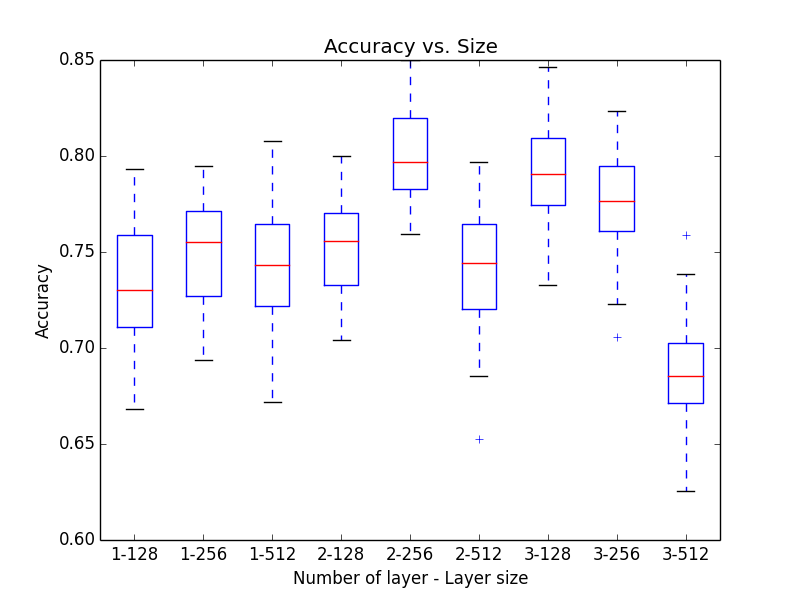 Accuracy vs. Size
0.85
0.80
0.75
0.70
0.65
0.60
Accuracy
1-128 1-256 1-512 2-128 2-256 2-512 3-128 3-256 3-512
Number of layer - Layer size